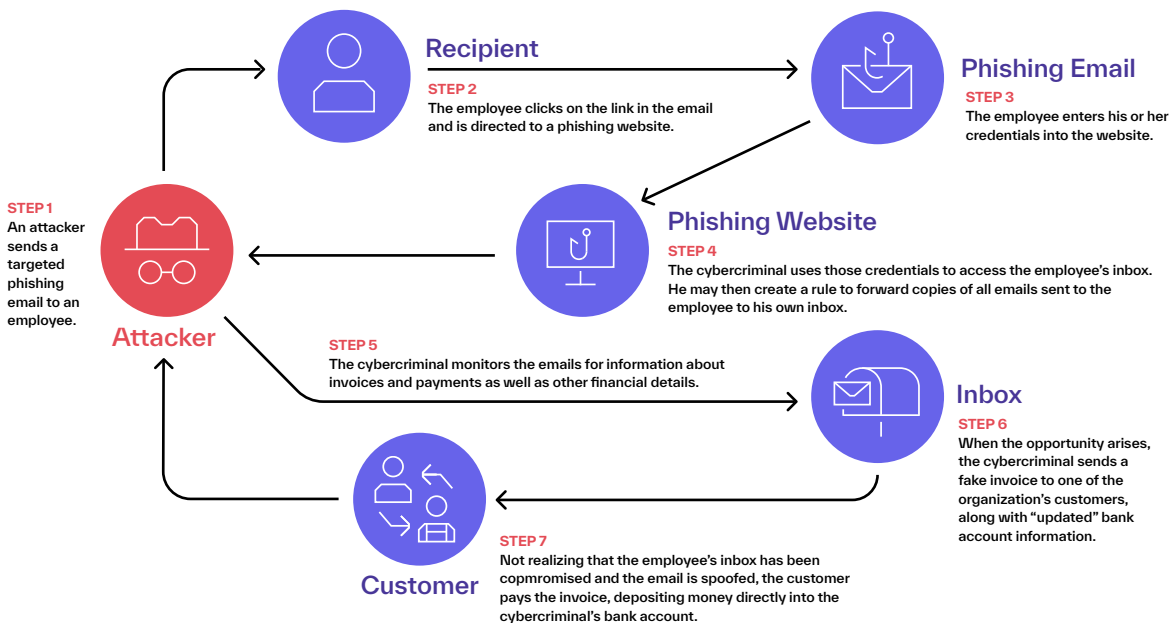 Recipient
STEP 2
The employee clicks on the link in the email
and is directed to a phishing website.
Phishing Email
STEP 3
The employee enters his or her
credentials into the website.
STEP 1
An attacker
sends a
targeted
phishing
email to an
employee.
Attacker
Phishing Website
STEP 4
The cybercriminal uses those credentials to access the employee’s inbox.
He may then create a rule to forward copies of all emails sent to the
employee to his own inbox.
STEP 5
The cybercriminal monitors the emails for information about
invoices and payments as well as other financial details.
Inbox
STEP 6
When the opportunity arises,
the cybercriminal sends a
fake invoice to one of the
organization’s customers,
along with “updated” bank
account information.
Customer
STEP 7
Not realizing that the employee’s inbox has been
copmromised and the email is spoofed, the customer
pays the invoice, depositing money directly into the
cybercriminal’s bank account.